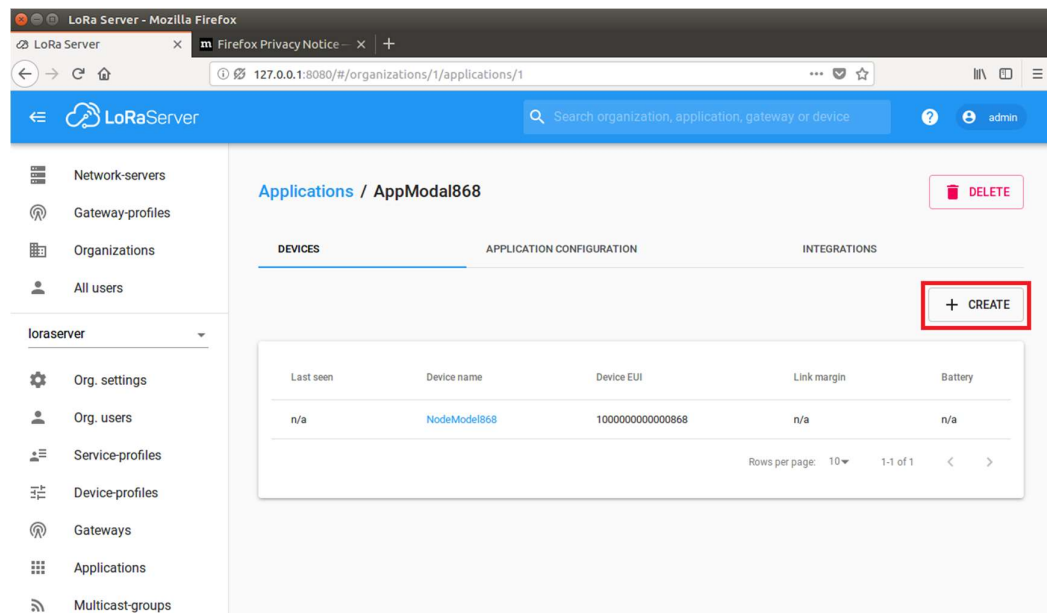 LoRa Server - Mozilla Firefox
LoRa Server
Firefox Privacy Notice —
127.0.0.1:8080/#/organizations/1/applications/1
LoRaServer
Search organization, application, gateway or device
? admin
Network-servers
Gateway-profiles
Organizations
All users
loraserver
Org. settings
Org. users
Service-profiles
Device-profiles
Gateways
Applications
Multicast-groups
Applications / AppModal868
DELETE
DEVICES APPLICATION CONFIGURATION INTEGRATIONS
+ CREATE
Last seen Device name Device EUI Link margin Battery
n/a NodeModel868 1000000000000868 n/a n/a
Rows per page: 10 1-1 of 1 < >